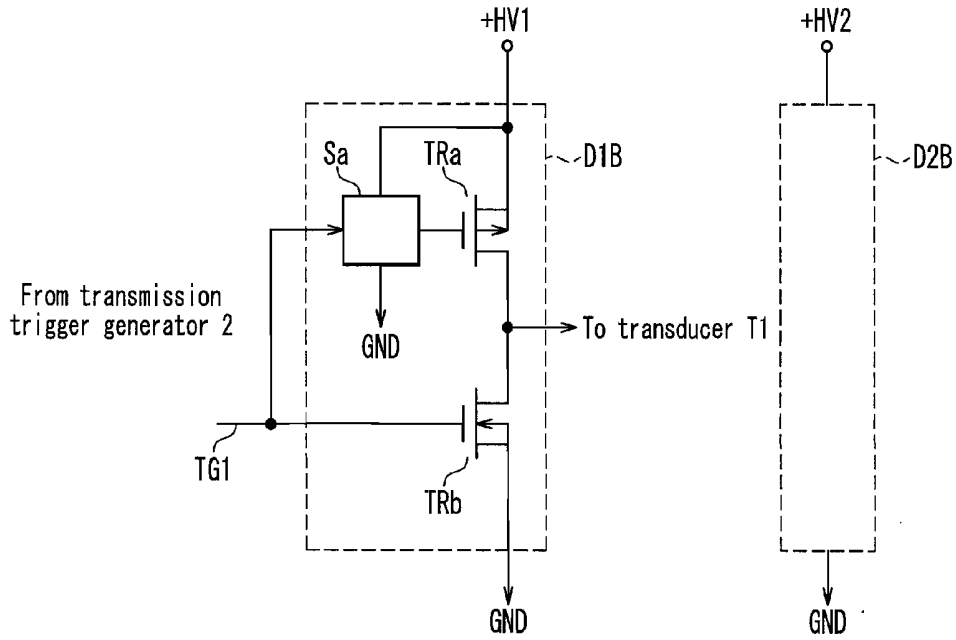 +HV1
+HV2
Sa
TRa
D1B
D2B
From transmission
trigger generator 2
GND
To transducer T1
TG1
TRb
GND
GND